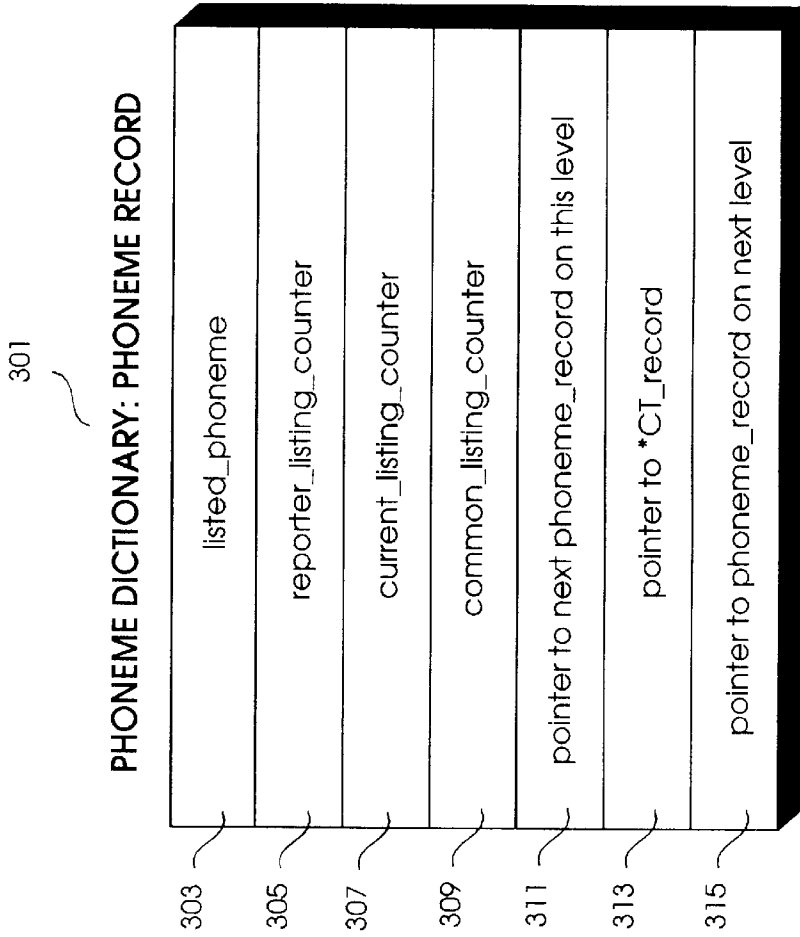 301
PHONEME DICTIONARY: PHONEME RECORD
303 listed_phoneme
305 reporter_listing_counter
307 current_listing_counter
309 common_listing_counter
311 pointer to next phoneme_record on this level
313 pointer to *CT_record
315 pointer to phoneme_record on next level